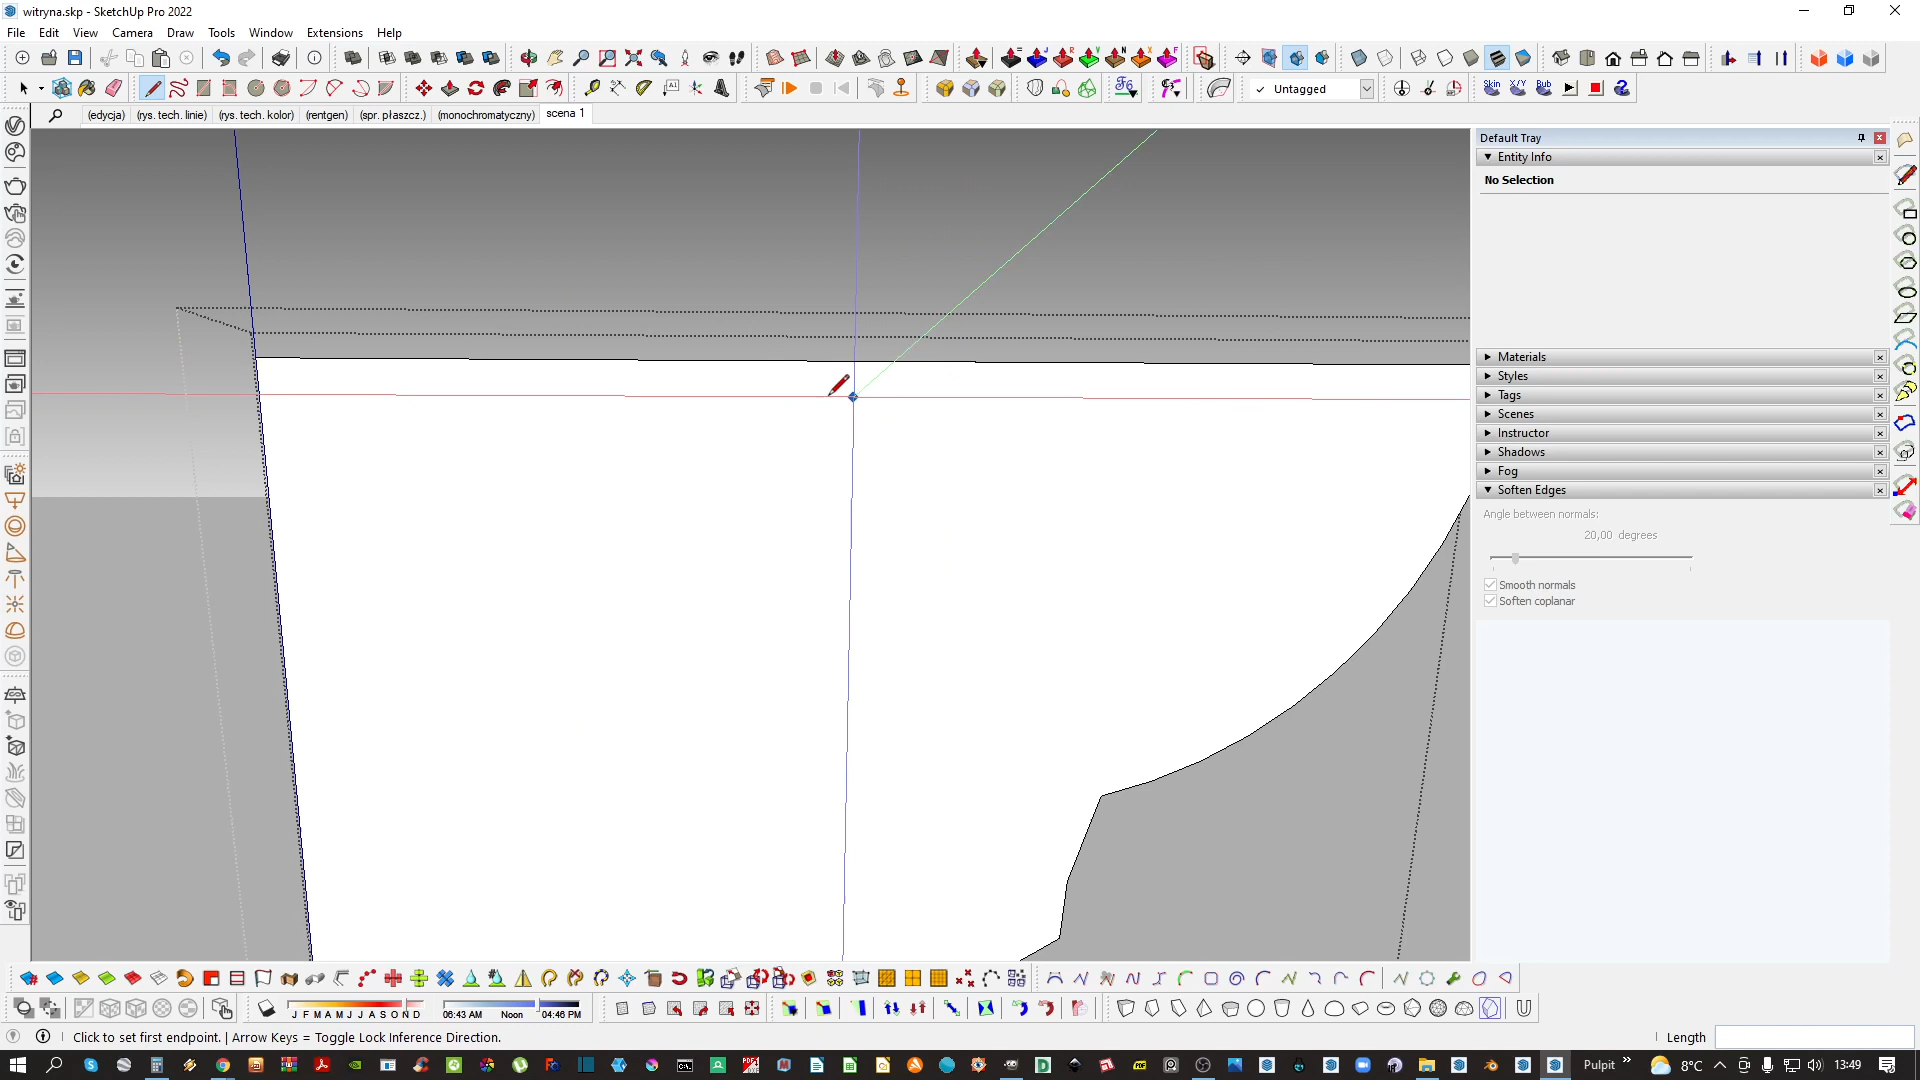 witryna.skp - SketchUp Pro 2022
File Edit View Camera Draw Tools Window Extensions Help
Untagged
Skin X/Y Bub
(edycja) (rys. tech. linie) (rys. tech. kolor) (rentgen) (spr. płaszcz.) (monochromatyczny) scena 1
Default Tray
Entity Info
No Selection
Materials
Styles
Tags
Scenes
Instructor
Shadows
Fog
Soften Edges
Angle between normals:
20,00 degrees
Smooth normals
Soften coplanar
J F M A M J J A S O N D 06:43 AM Noon 04:46 PM
Click to set first endpoint. | Arrow Keys = Toggle Lock Inference Direction. Length
Pulpit 8°C 13:49